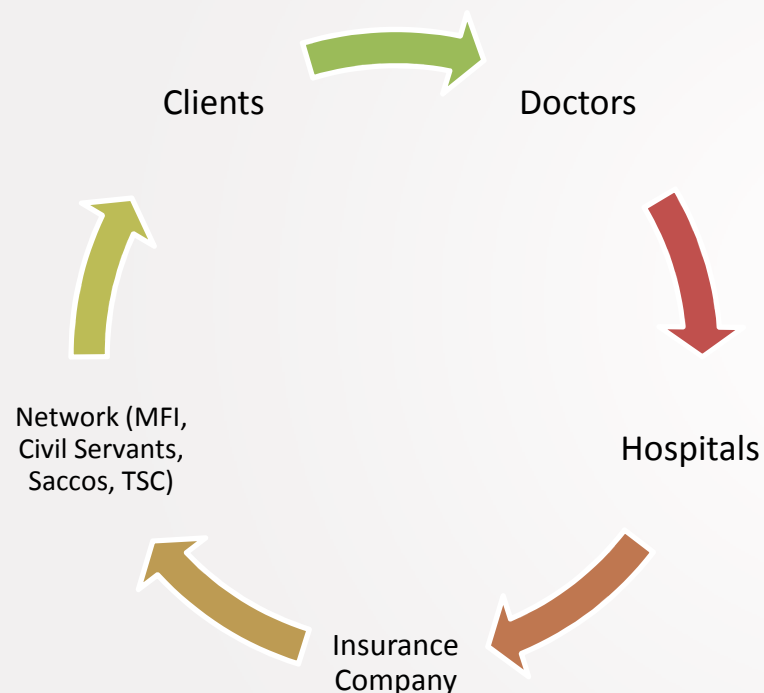 Clients
Doctors
Hospitals
Insurance
Company
Network (MFI,
Civil Servants,
Saccos, TSC)